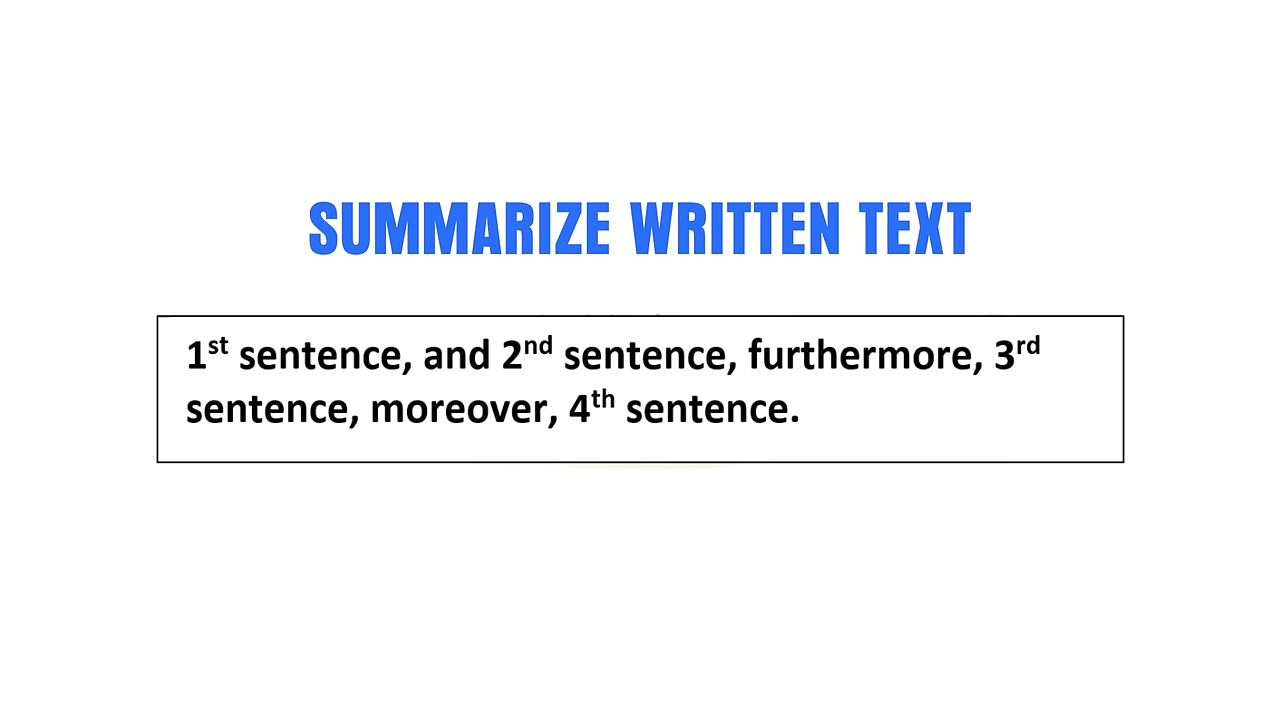 SUMMARIZE WRITTEN TEXT
1st sentence, and 2nd sentence, furthermore, 3rd
sentence, moreover, 4th sentence.